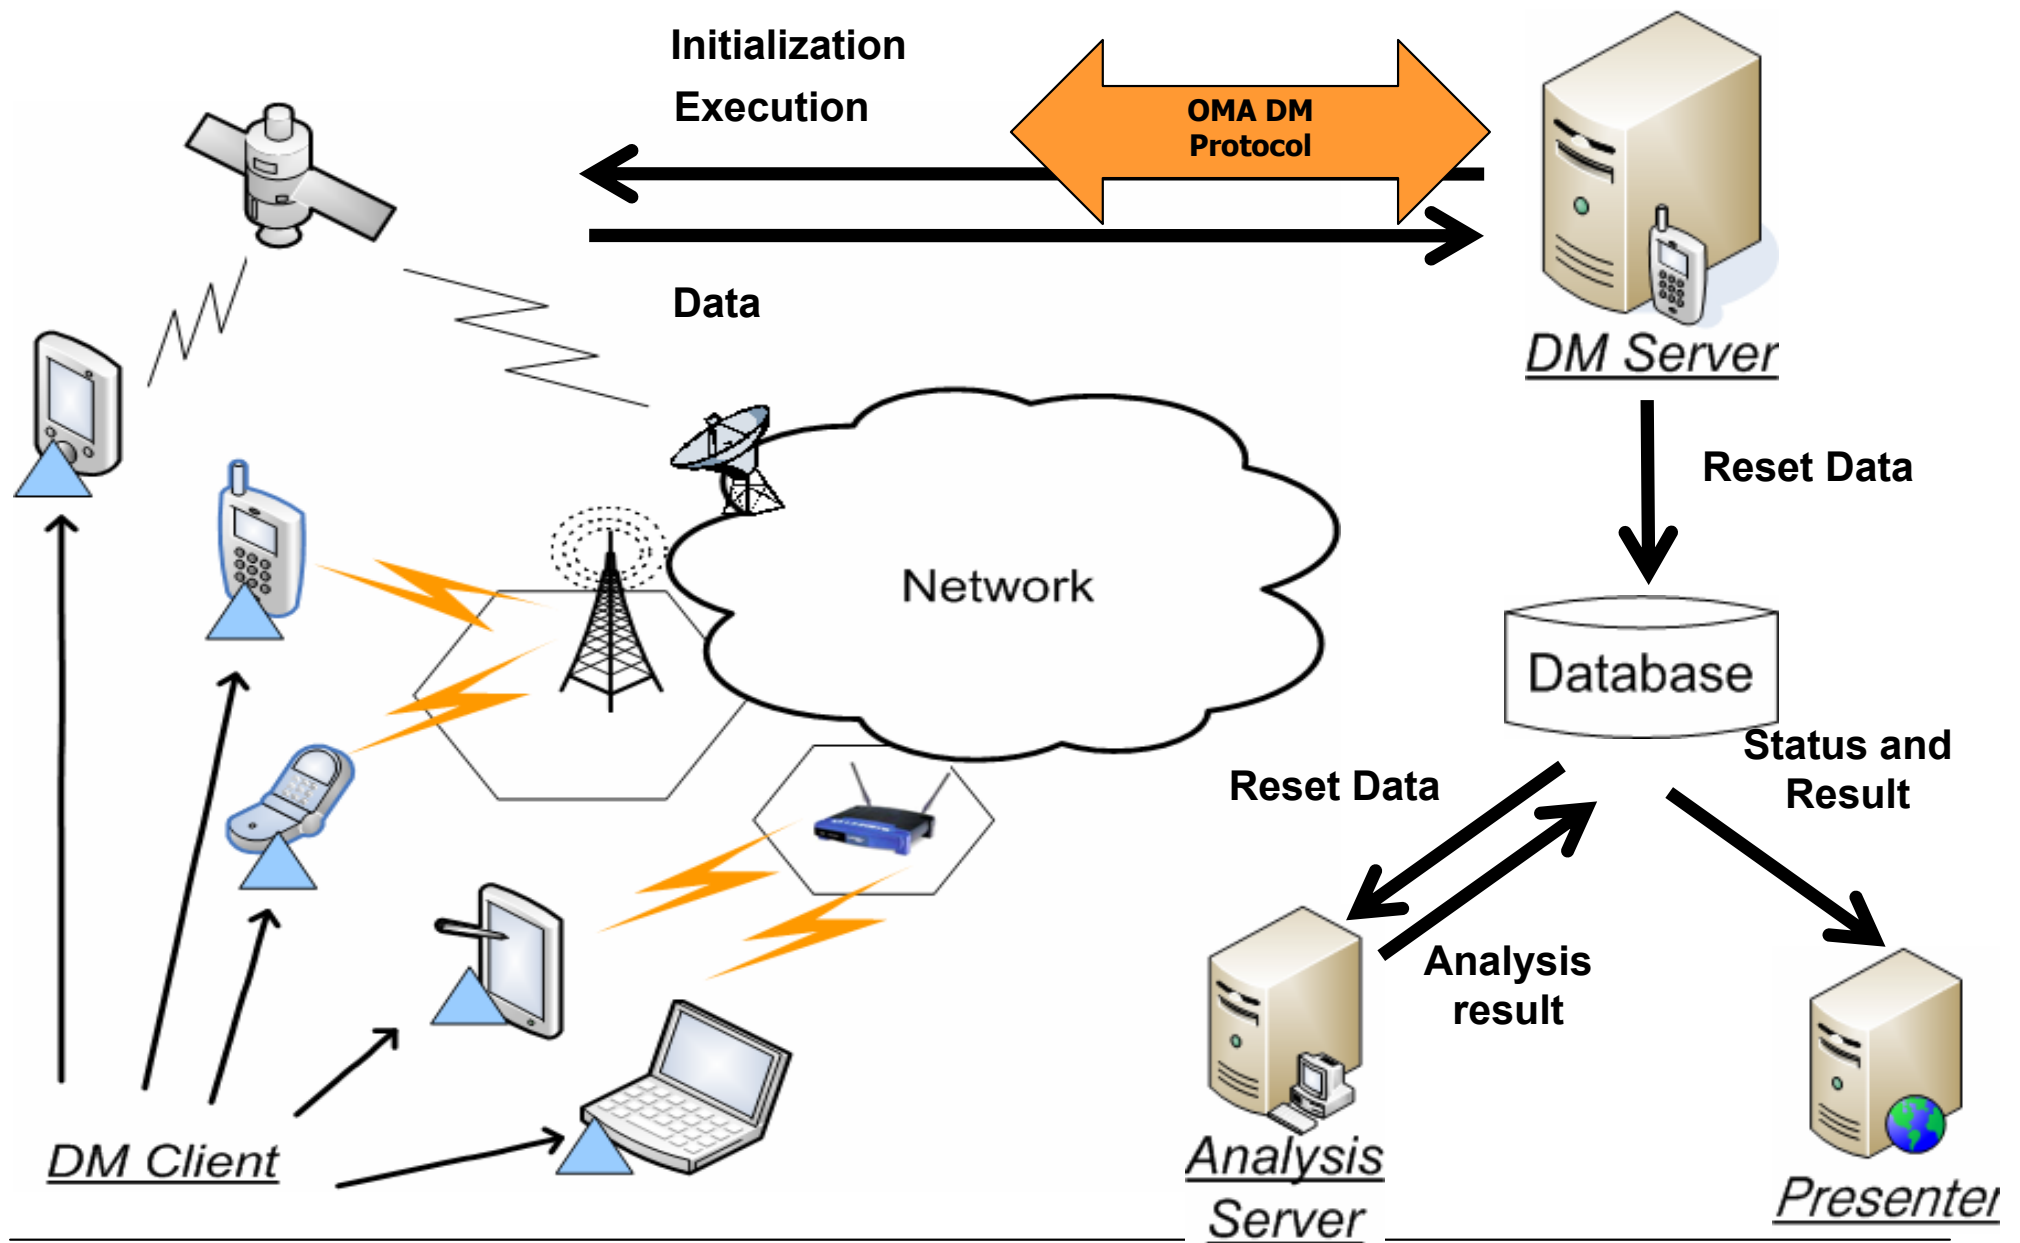 Initialization
Execution
OMA DM
Protocol
Data
DM Server
Reset Data
Network
Database
Status and
Result
Reset Data
Analysis
result
DM Client
Analysis
Server
Presenter